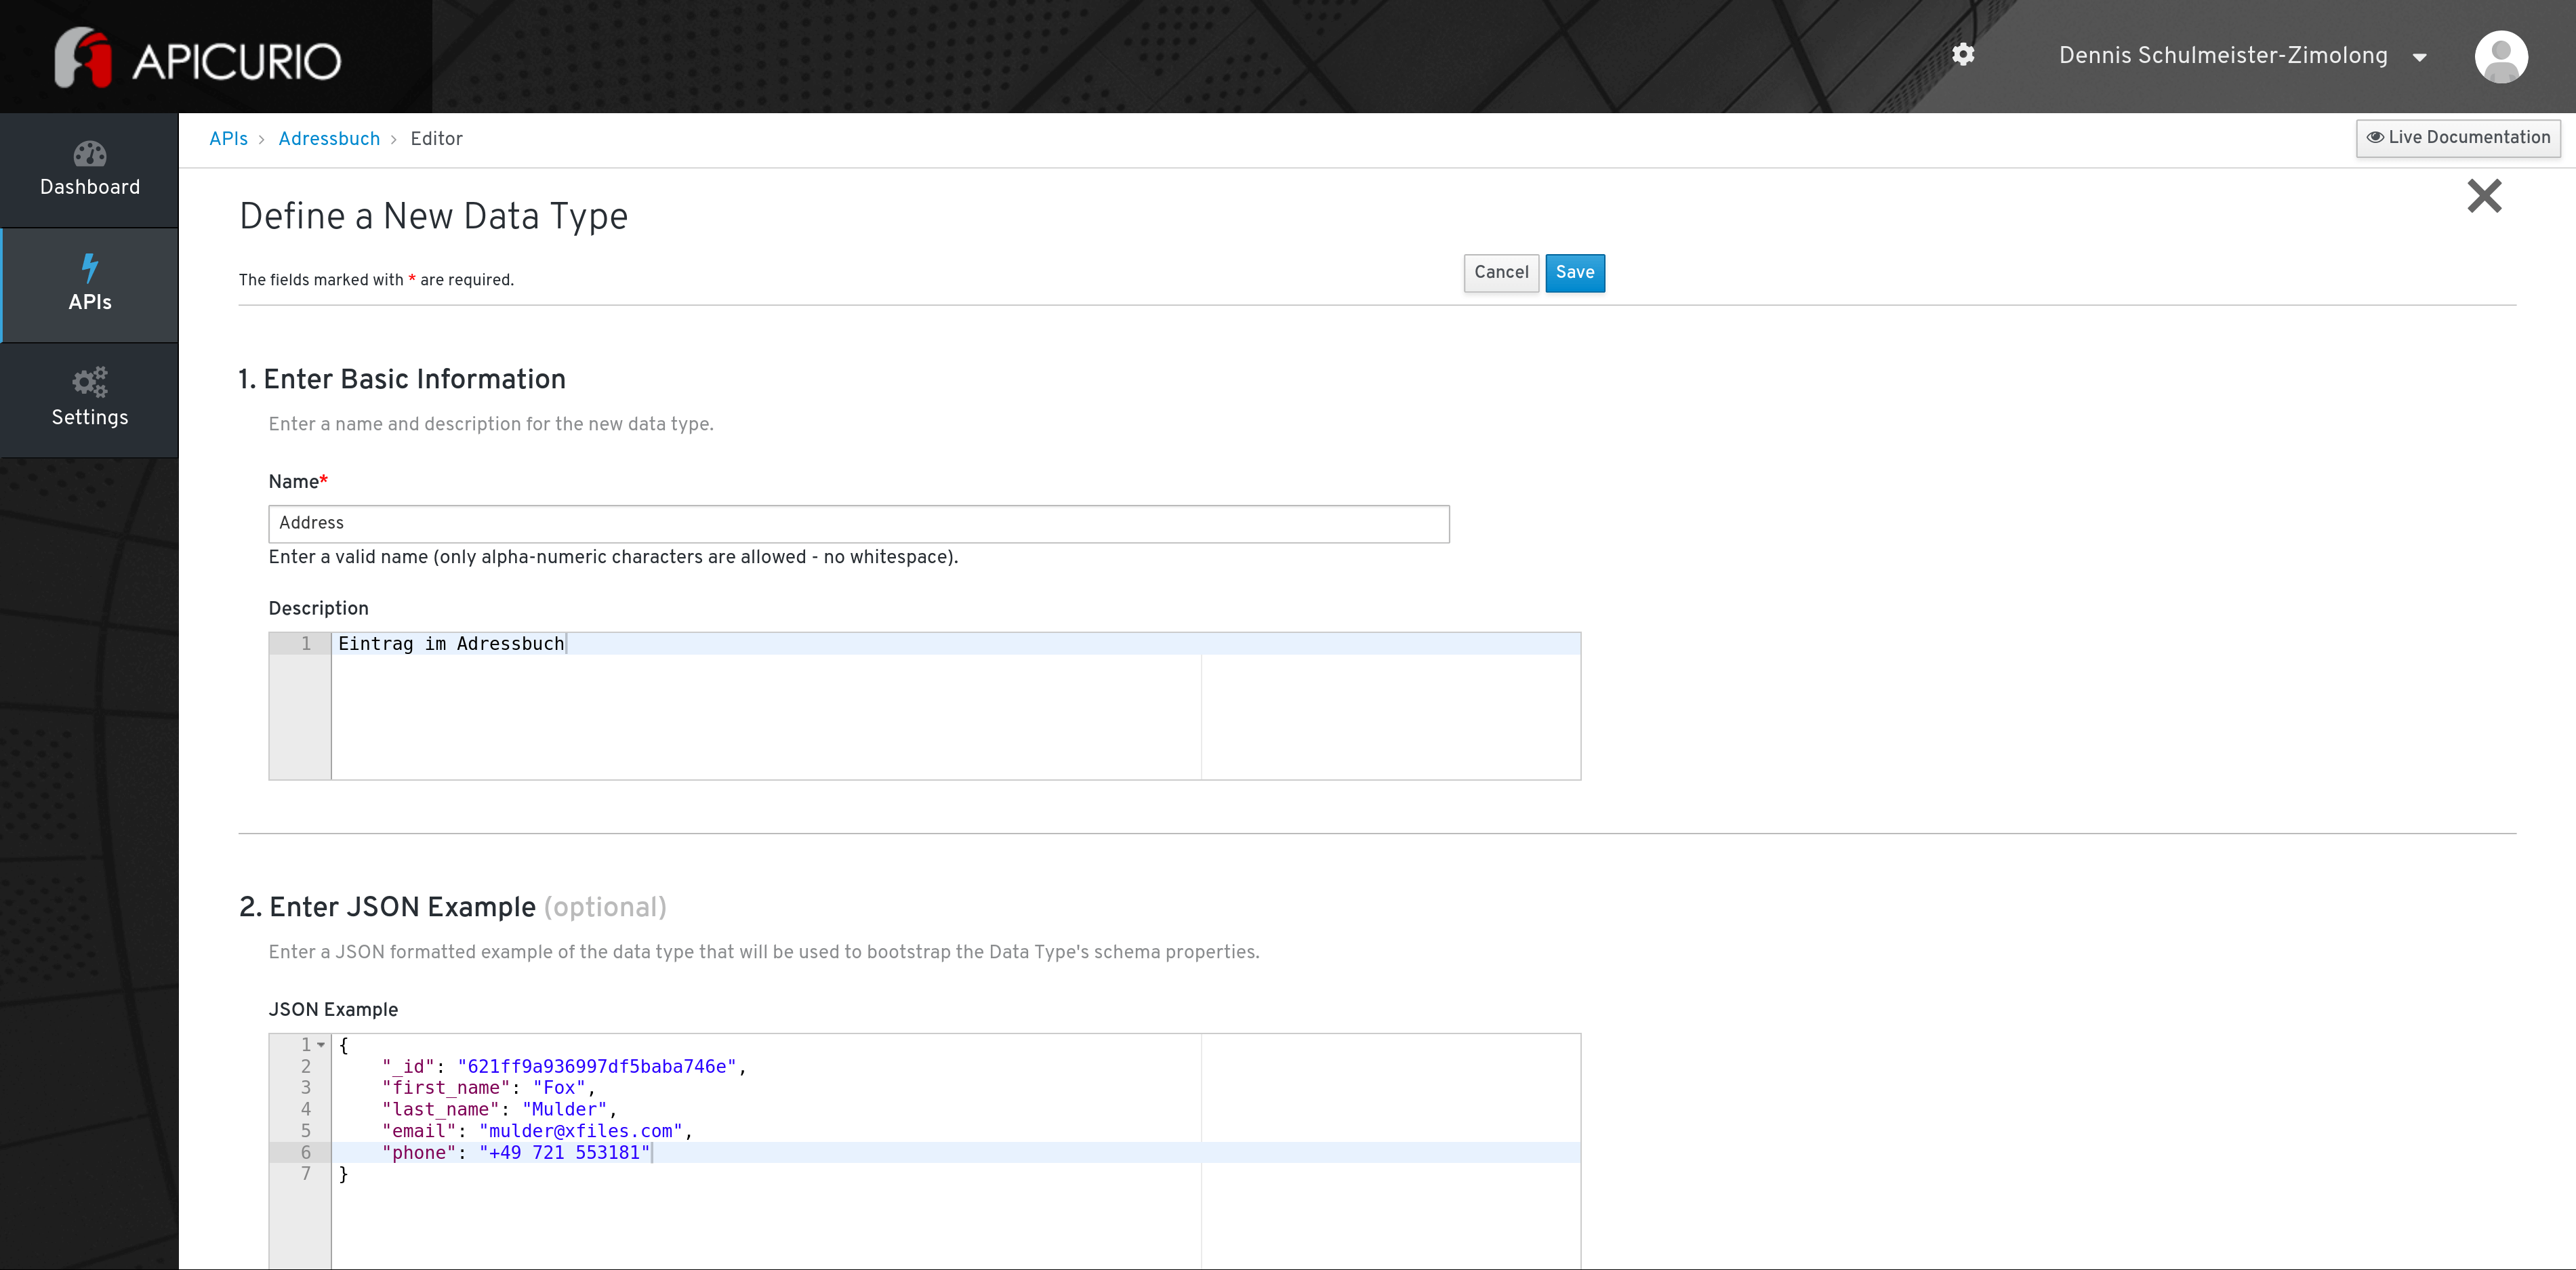 APICURIO
Dennis Schulmeister-Zimolong
Dashboard
APIs
Settings
APIs > Adressbuch > Editor
Live Documentation
Define a New Data Type
The fields marked with * are required.
Cancel Save
1. Enter Basic Information
Enter a name and description for the new data type.
Name*
Address
Enter a valid name (only alpha-numeric characters are allowed - no whitespace).
Description
1 Eintrag im Adressbuch
2. Enter JSON Example (optional)
Enter a JSON formatted example of the data type that will be used to bootstrap the Data Type's schema properties.
JSON Example
1 {
2 "_id": "621ff9a936997df5baba746e",
3 "first_name": "Fox",
4 "last_name": "Mulder",
5 "email": "mulder@xfiles.com",
6 "phone": "+49 721 553181"
7 }